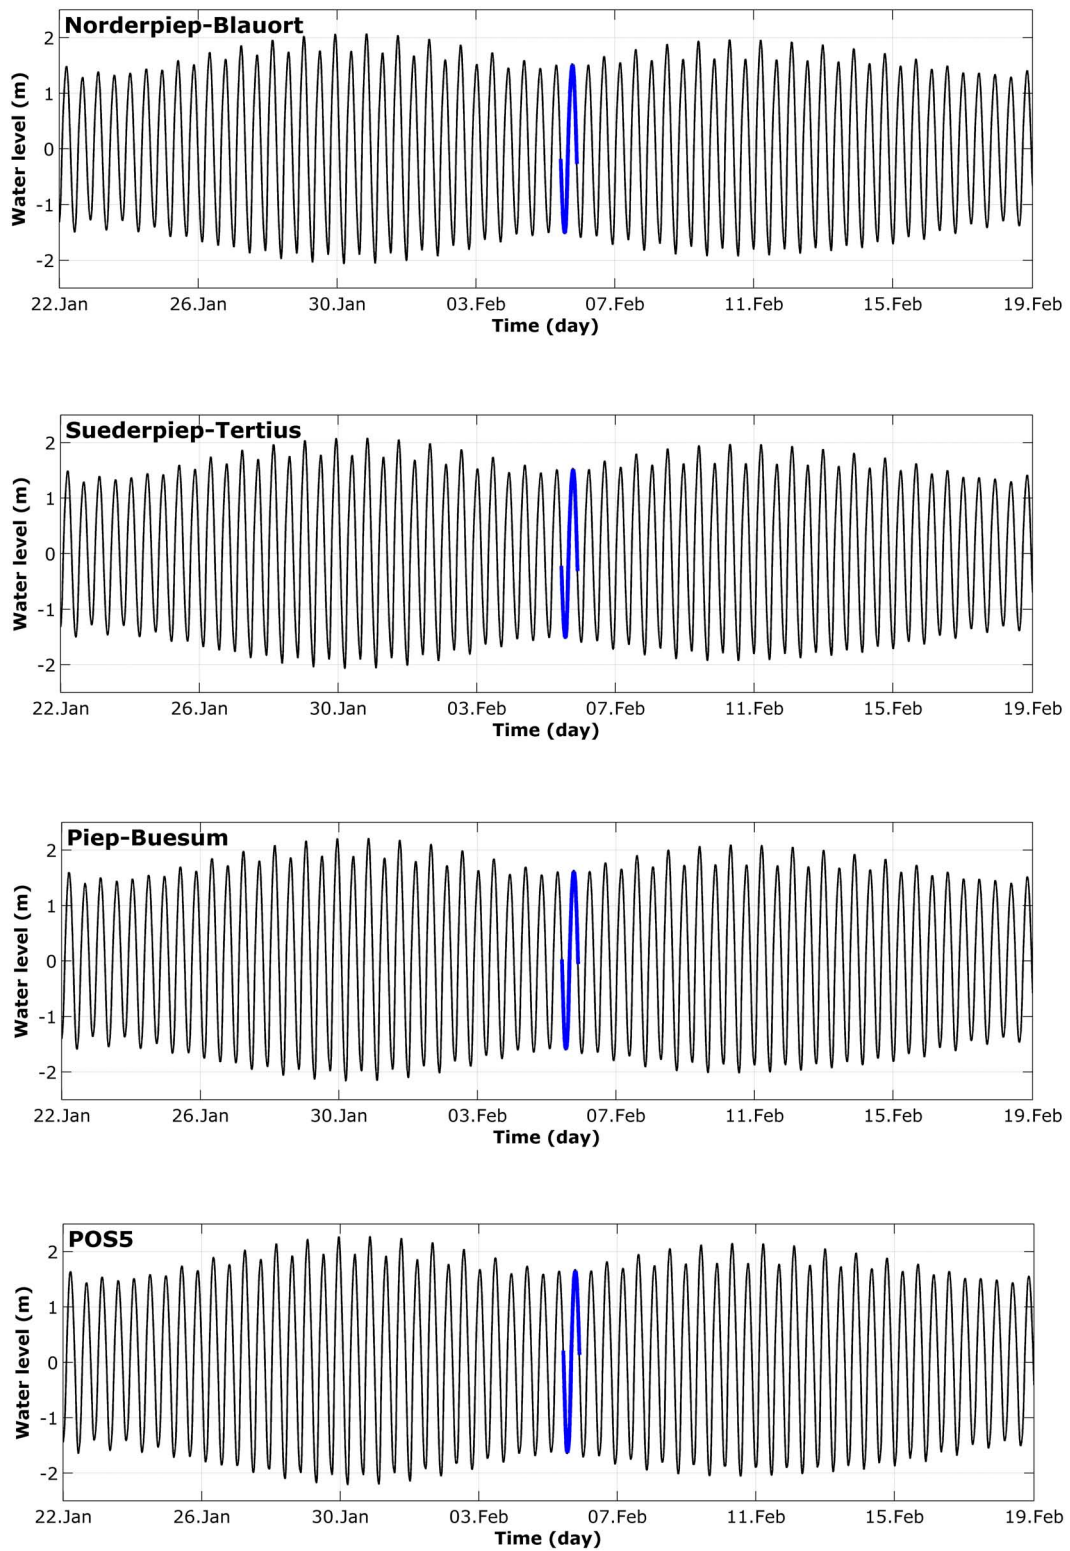 Norderpiep-Blauort
Water level (m)
2
1
0
-1
-2
22.Jan 26.Jan 30.Jan 03.Feb 07.Feb 11.Feb 15.Feb 19.Feb
Time (day)
Suederpiep-Tertius
Water level (m)
2
1
0
-1
-2
22.Jan 26.Jan 30.Jan 03.Feb 07.Feb 11.Feb 15.Feb 19.Feb
Time (day)
Piep-Buesum
Water level (m)
2
1
0
-1
-2
22.Jan 26.Jan 30.Jan 03.Feb 07.Feb 11.Feb 15.Feb 19.Feb
Time (day)
POS5
Water level (m)
2
1
0
-1
-2
22.Jan 26.Jan 30.Jan 03.Feb 07.Feb 11.Feb 15.Feb 19.Feb
Time (day)